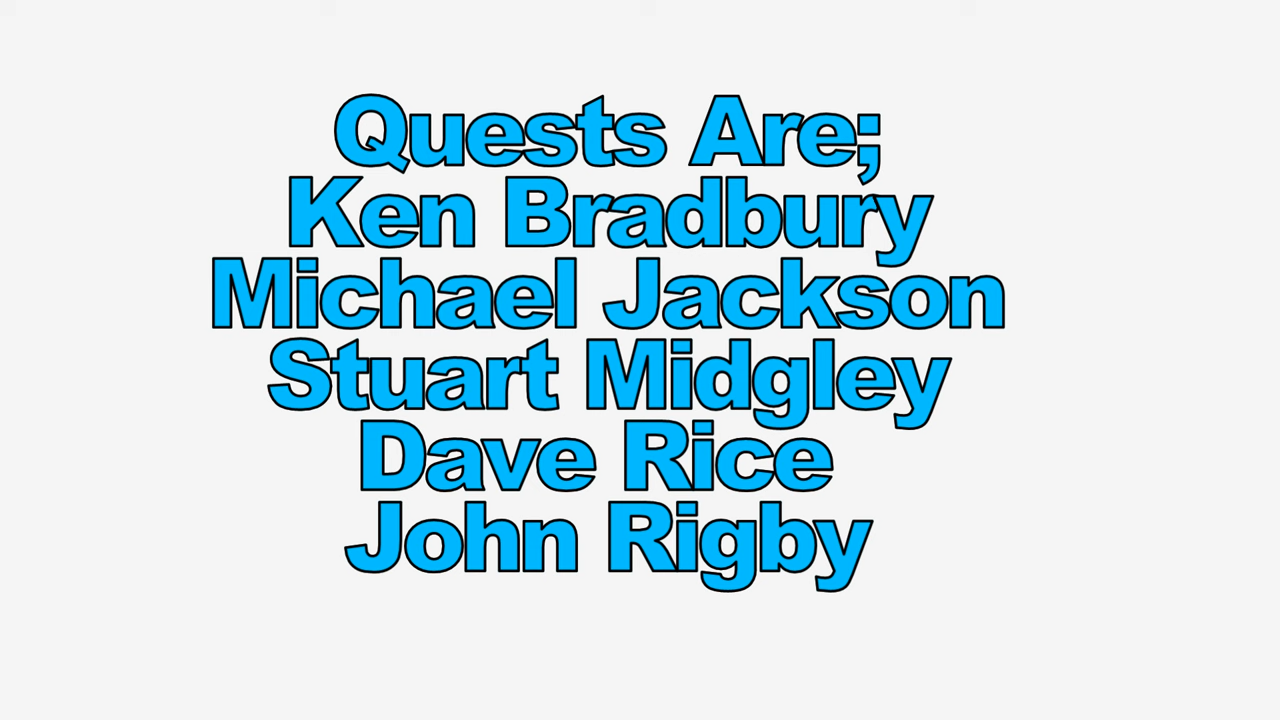 Quests Are;
Ken Bradbury
Michael Jackson
Stuart Midgley
Dave Rice
John Rigby